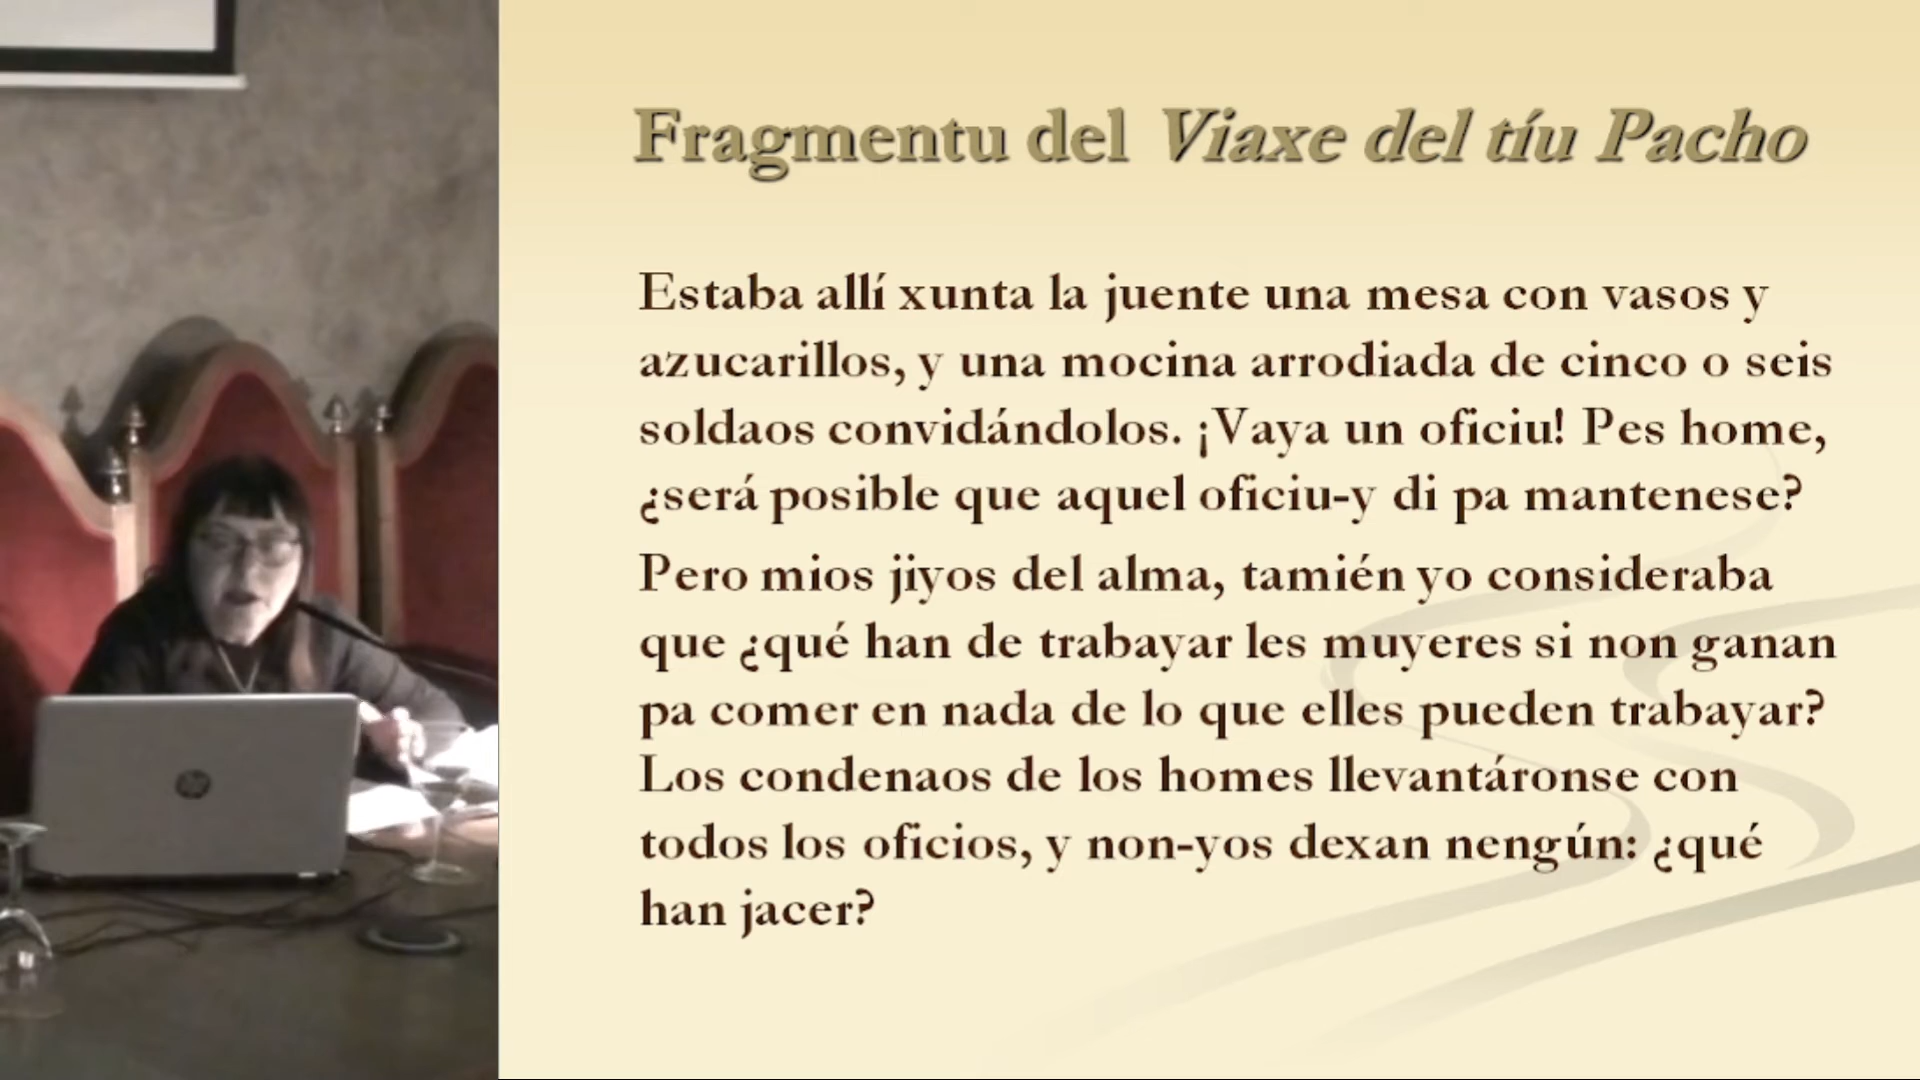 Fragmentu del Viaxe del tíu Pacho
Estaba allí xunta la juente una mesa con vasos y
azucarillos, y una mocina arrodiada de cinco o seis
soldaos convidándolos. ¡Vaya un oficiu! Pes home,
¿será posible que aquel oficiu-y di pa mantenese?
Pero mios jiyos del alma, tamién yo consideraba
que ¿qué han de trabayar les muyeres si non ganan
pa comer en nada de lo que elles pueden trabayar?
Los condenaos de los homes llevantáronse con
todos los oficios, y non-yos dexan nengún: ¿qué
han jacer?
hp